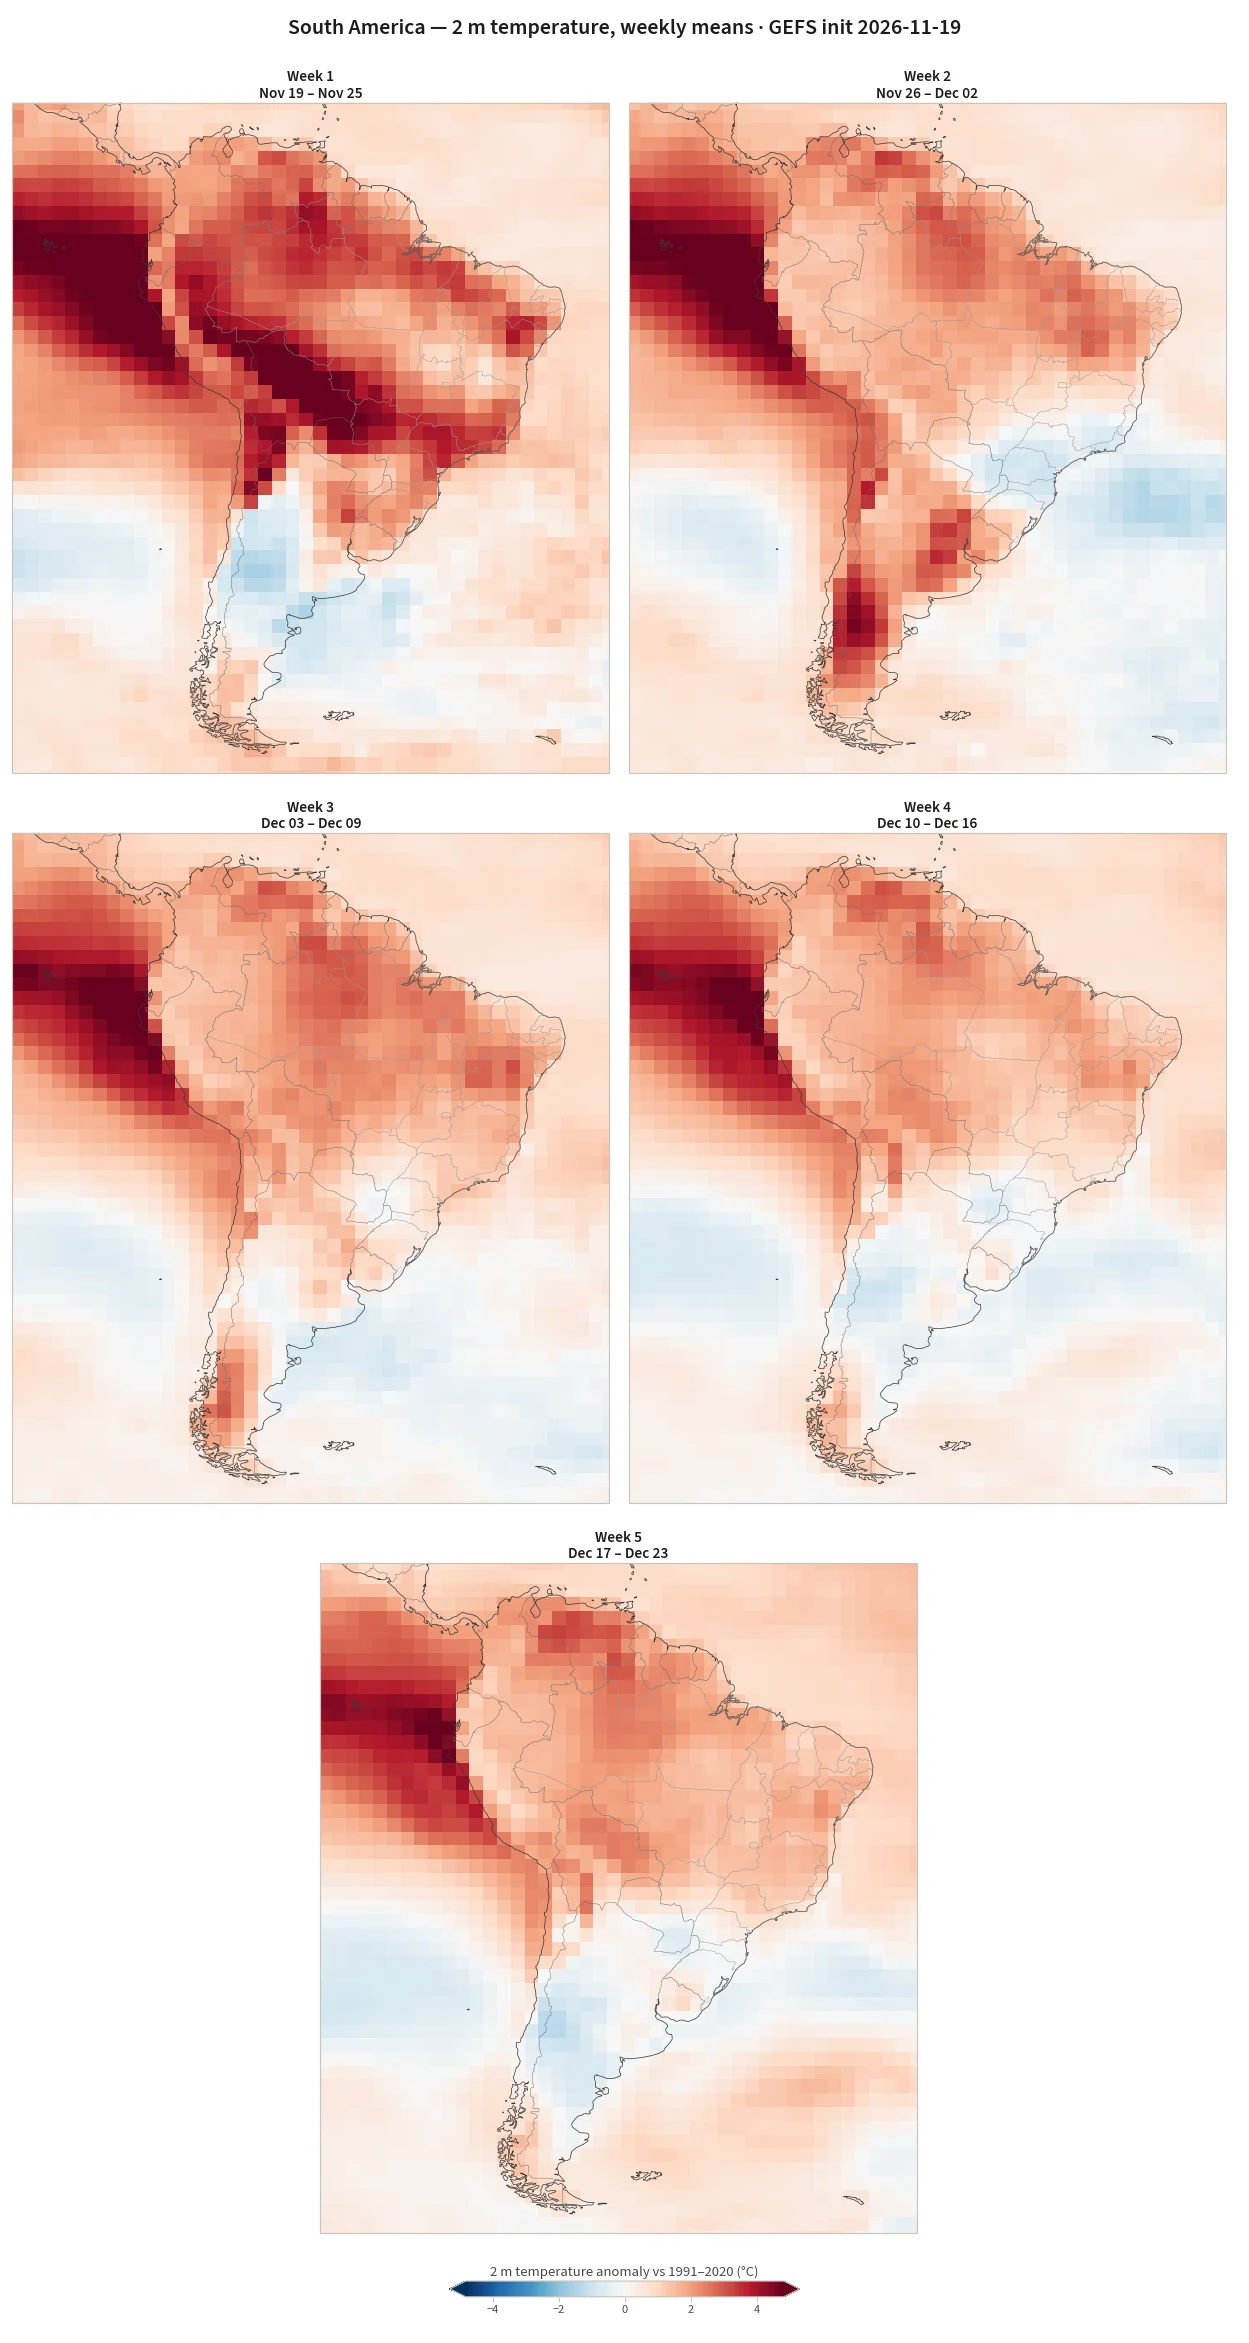 South America — 2 m temperature, weekly means · GEFS init 2026-11-19
Week 1
Nov 19 – Nov 25
Week 2
Nov 26 – Dec 02
Week 3
Dec 03 – Dec 09
Week 4
Dec 10 – Dec 16
Week 5
Dec 17 – Dec 23
2 m temperature anomaly vs 1991–2020 (°C)
−4 −2 0 2 4